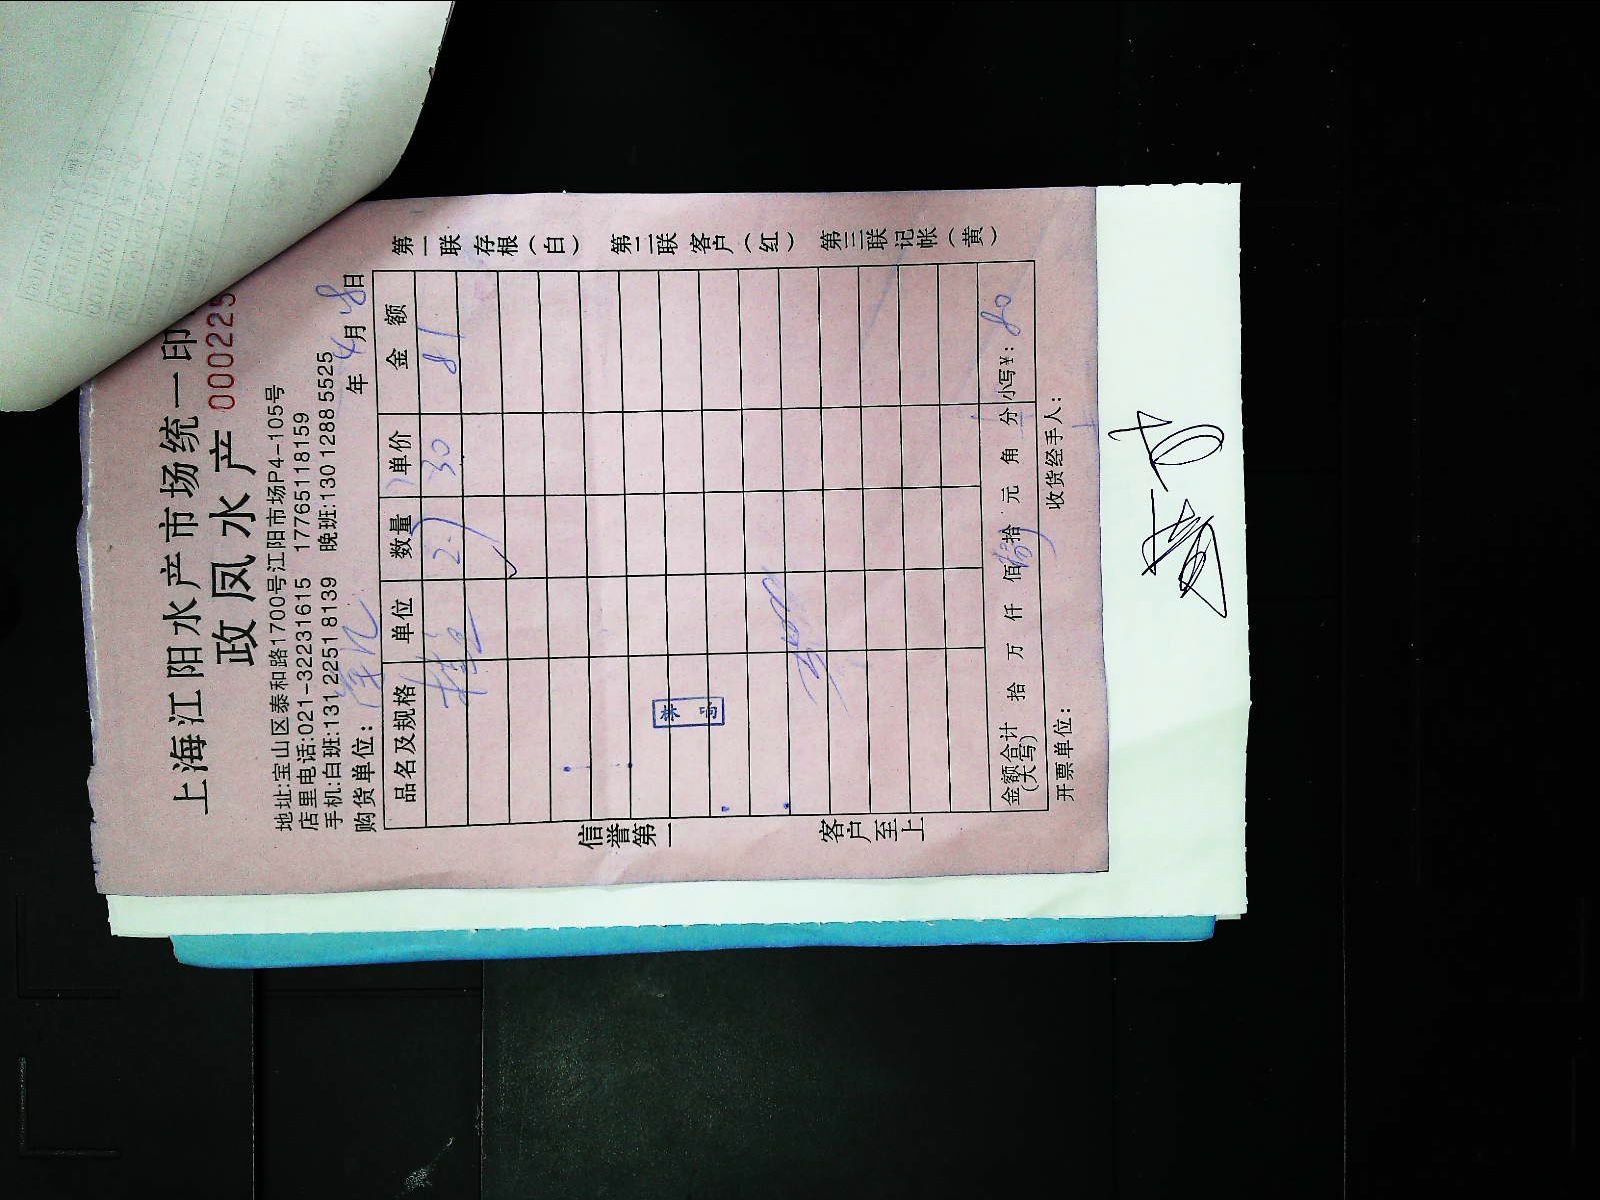 上海江阳水产市场统一印
政凤水产 000225
地址:宝山区泰和路1700号江阳市场P4-105号
店里电话:021-32231615 17765118159
手机:白班:131 2251 8139 晚班:130 1288 5525
购货单位: 年4月8日
品名及规格 单位 数量 单价 金额
2.7 30 81
金额合计(大写) 拾 万 仟 佰 拾 元 角 分 小写¥: 80
开票单位: 收货经手人:
信誉第一 客户至上
第一联 存根(白) 第二联 客户(红) 第三联 记帐(黄)